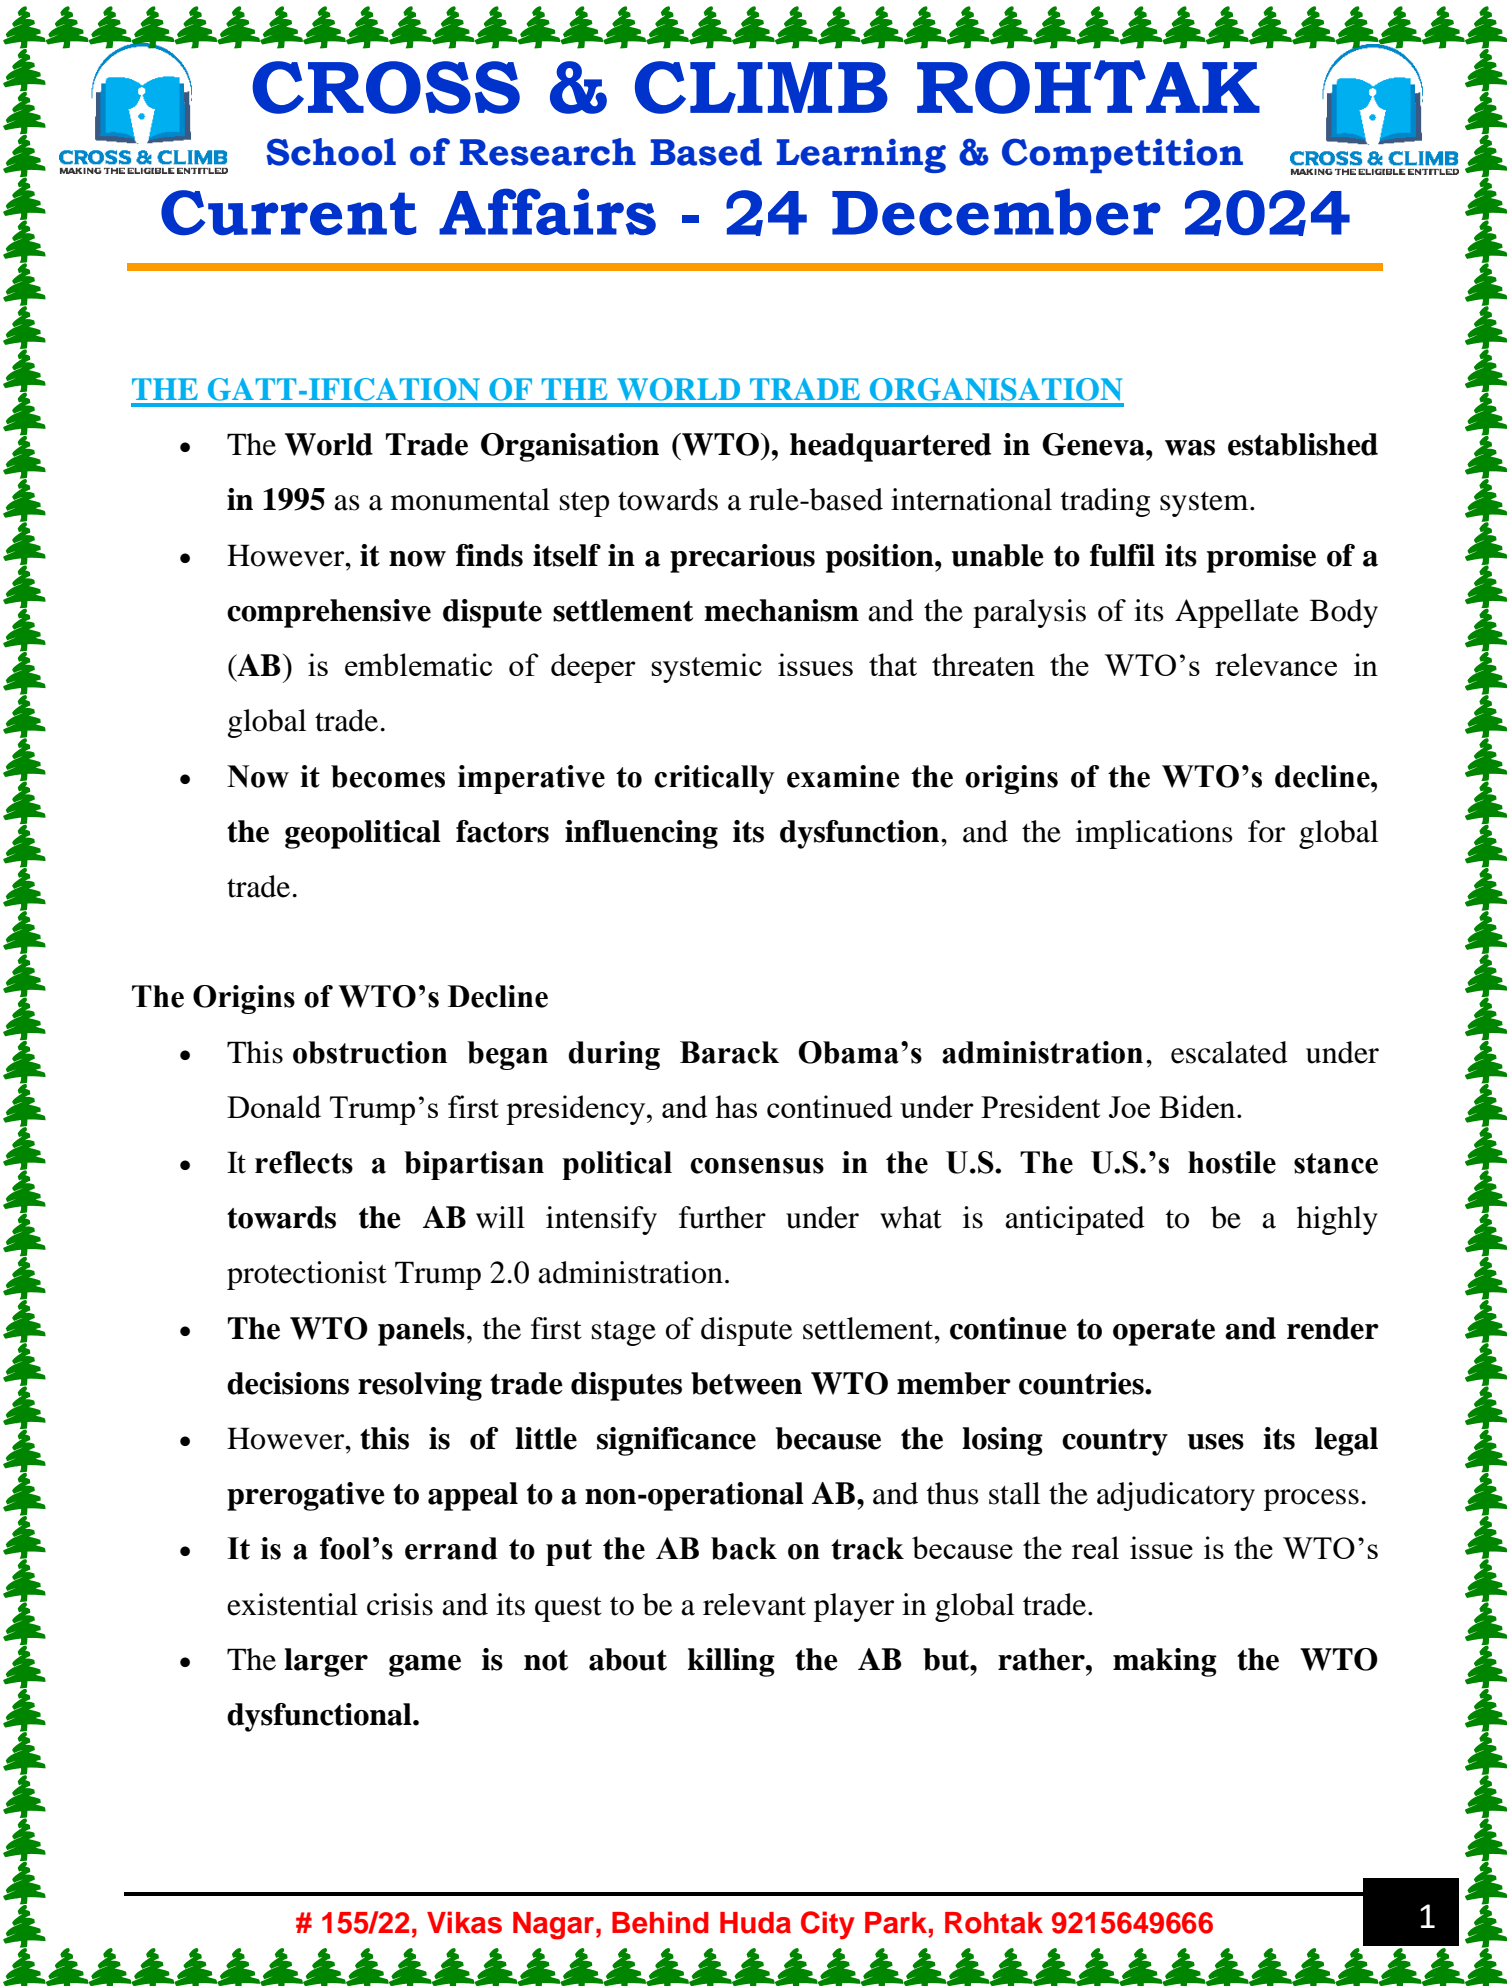 CROSS & CLIMB ROHTAK
School of Research Based Learning & Competition
CROSS & CLIMB
MAKING THE ELIGIBLE ENTITLED
CROSS & CLIMB
MAKING THE ELIGIBLE ENTITLED
Current Affairs - 24 December 2024
THE GATT-IFICATION OF THE WORLD TRADE ORGANISATION
• The World Trade Organisation (WTO), headquartered in Geneva, was established
in 1995 as a monumental step towards a rule-based international trading system.
• However, it now finds itself in a precarious position, unable to fulfil its promise of a
comprehensive dispute settlement mechanism and the paralysis of its Appellate Body
(AB) is emblematic of deeper systemic issues that threaten the WTO’s relevance in
global trade.
• Now it becomes imperative to critically examine the origins of the WTO’s decline,
the geopolitical factors influencing its dysfunction, and the implications for global
trade.
The Origins of WTO’s Decline
• This obstruction began during Barack Obama’s administration, escalated under
Donald Trump’s first presidency, and has continued under President Joe Biden.
• It reflects a bipartisan political consensus in the U.S. The U.S.’s hostile stance
towards the AB will intensify further under what is anticipated to be a highly
protectionist Trump 2.0 administration.
• The WTO panels, the first stage of dispute settlement, continue to operate and render
decisions resolving trade disputes between WTO member countries.
• However, this is of little significance because the losing country uses its legal
prerogative to appeal to a non-operational AB, and thus stall the adjudicatory process.
• It is a fool’s errand to put the AB back on track because the real issue is the WTO’s
existential crisis and its quest to be a relevant player in global trade.
• The larger game is not about killing the AB but, rather, making the WTO
dysfunctional.
# 155/22, Vikas Nagar, Behind Huda City Park, Rohtak 9215649666
1